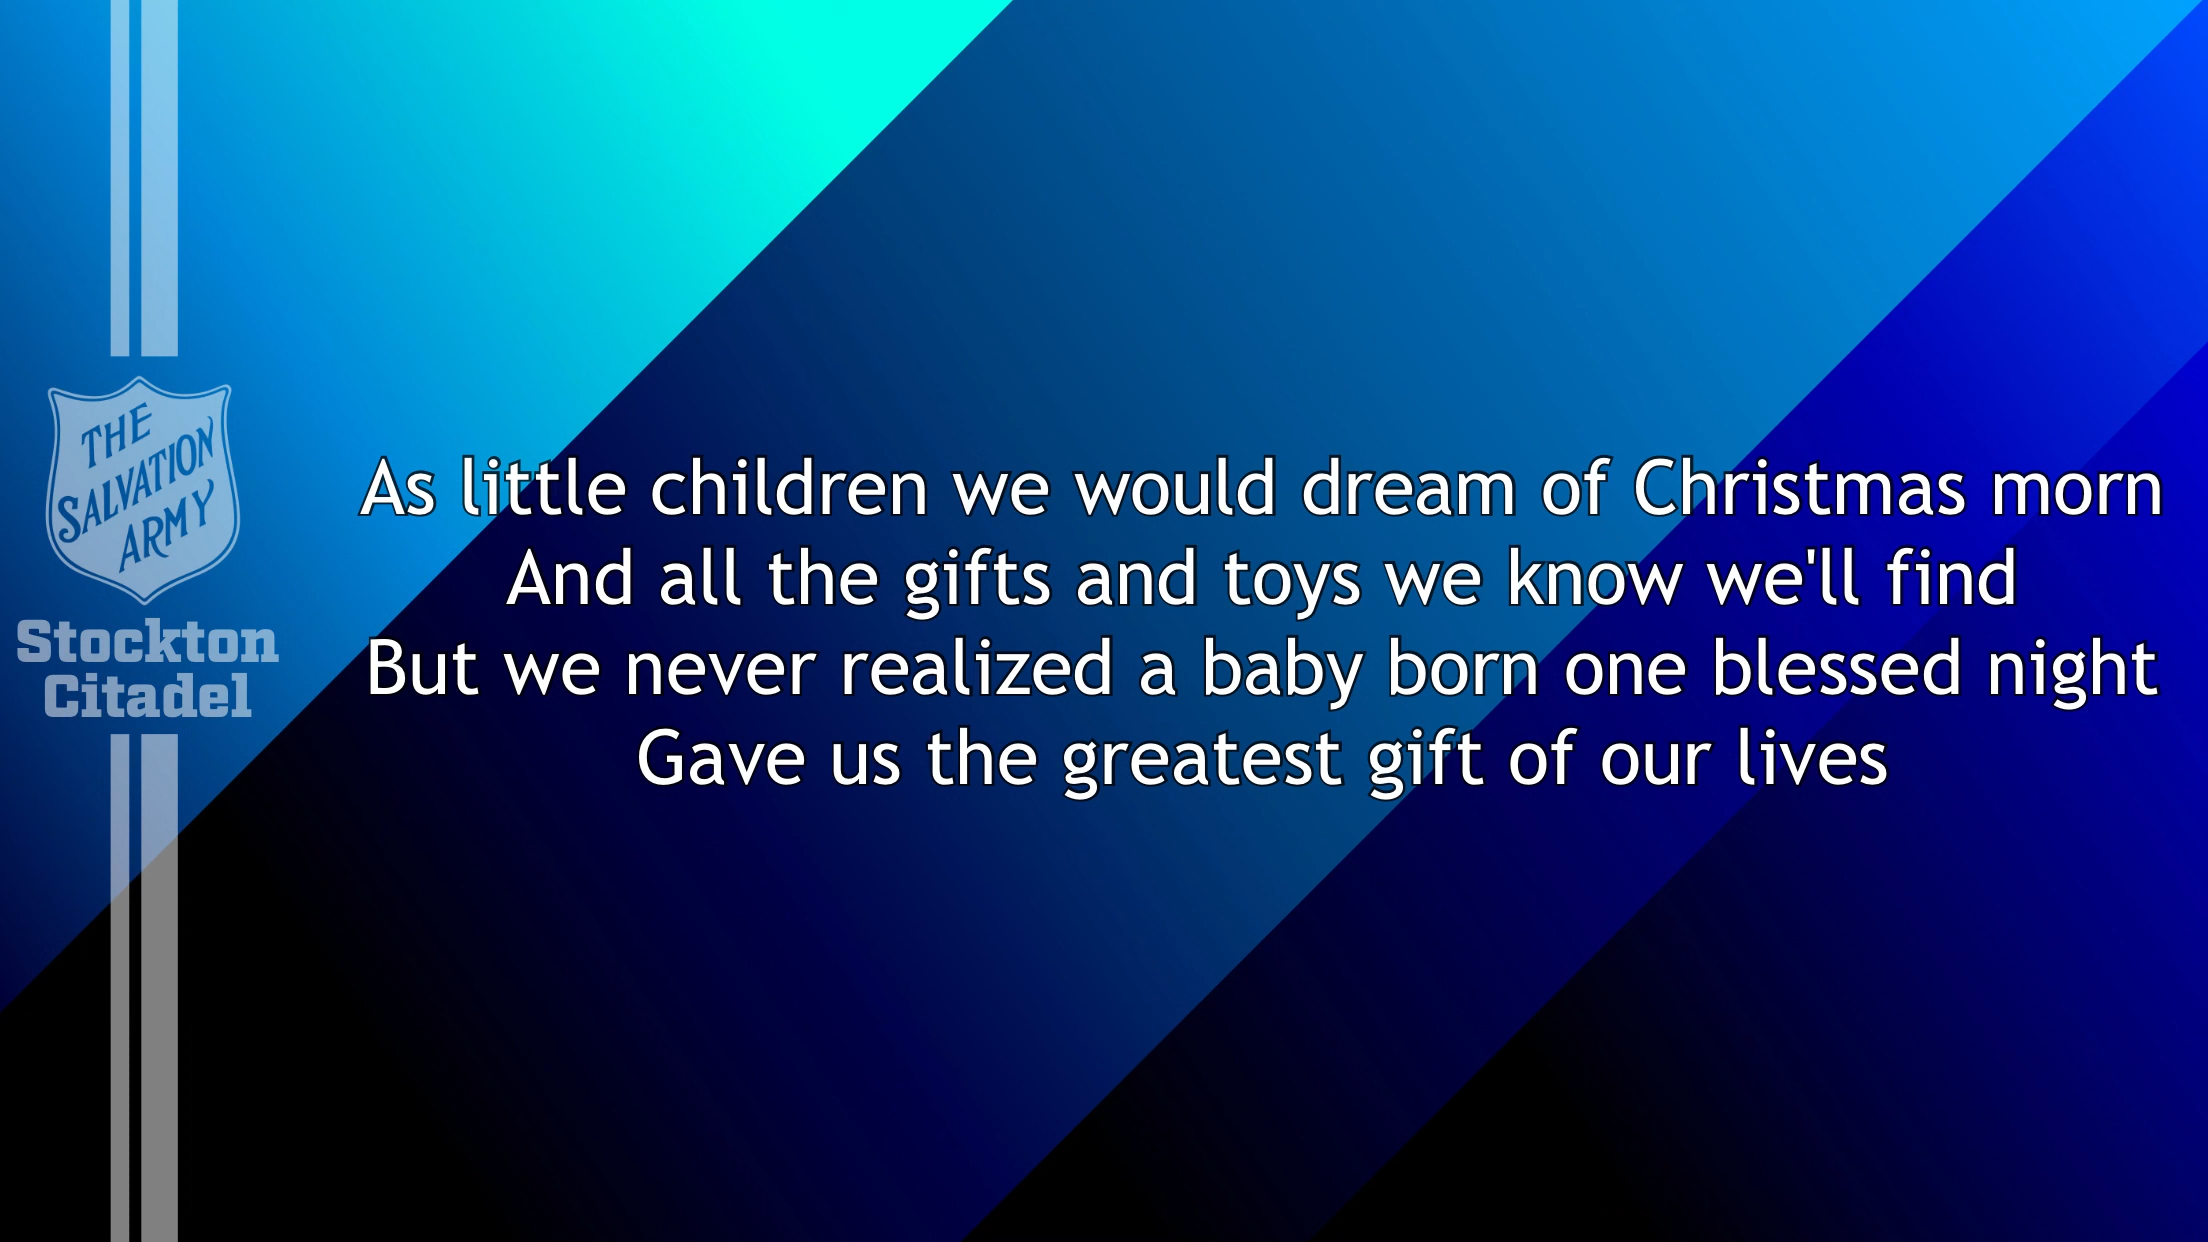 THE
SALVATION
ARMY
Stockton
Citadel
As little children we would dream of Christmas morn
And all the gifts and toys we know we'll find
But we never realized a baby born one blessed night
Gave us the greatest gift of our lives